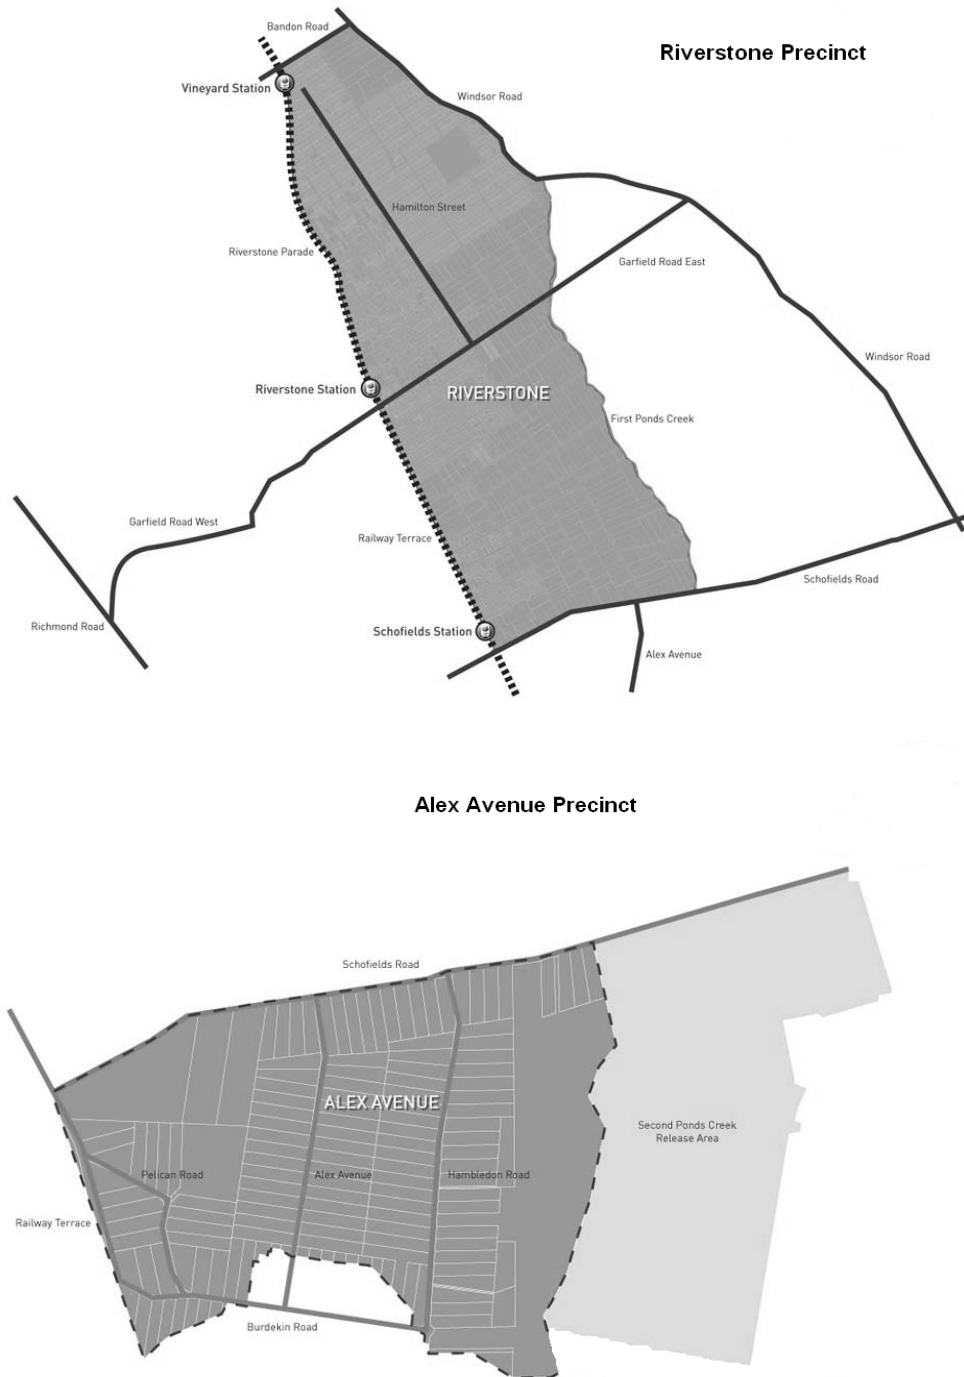 Bandon Road
Riverstone Precinct
Vineyard Station
Windsor Road
Hamilton Street
Riverstone Parade
Garfield Road East
Windsor Road
Riverstone Station
RIVERSTONE
First Ponds Creek
Garfield Road West
Railway Terrace
Schofields Road
Richmond Road
Schofields Station
Alex Avenue
Alex Avenue Precinct
Schofields Road
ALEX AVENUE
Second Ponds Creek
Release Area
Pelican Road
Alex Avenue
Hambledon Road
Railway Terrace
Burdekin Road